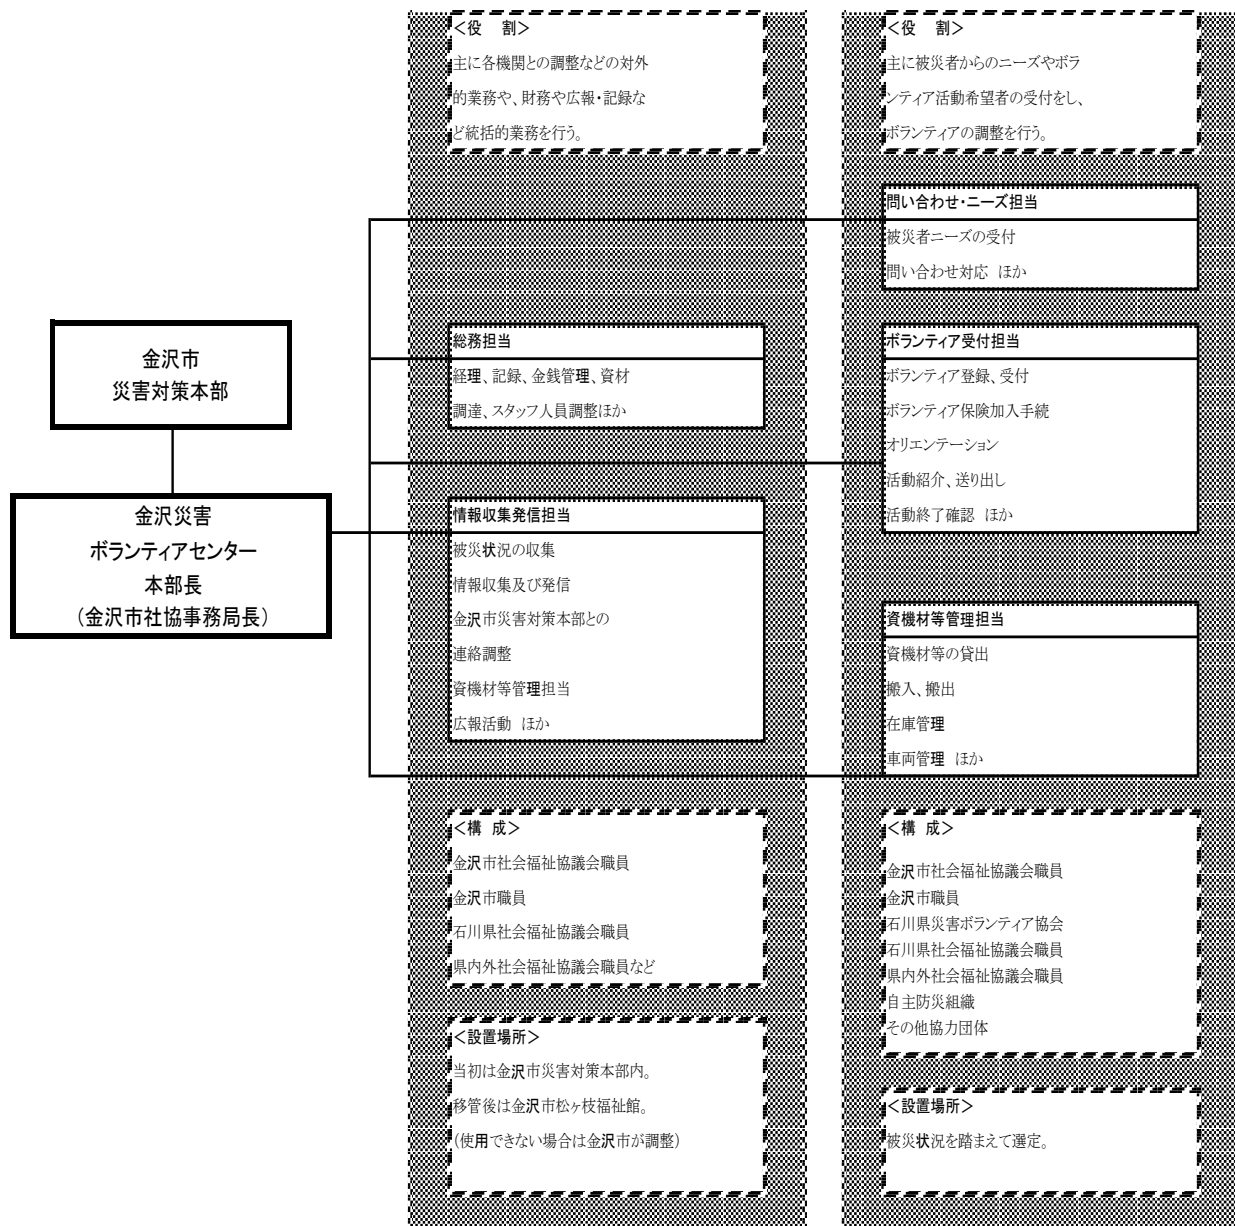 金沢市
災害対策本部
金沢災害
ボランティアセンター
本部長
(金沢市社協事務局長)
＜役　割＞
主に各機関との調整などの対外
的業務や、財務や広報・記録な
ど統括的業務を行う。
総務担当
経理、記録、金銭管理、資材
調達、スタッフ人員調整ほか
情報収集発信担当
被災状況の収集
情報収集及び発信
金沢市災害対策本部との
連絡調整
資機材等管理担当
広報活動　ほか
＜構　成＞
金沢市社会福祉協議会職員
金沢市職員
石川県社会福祉協議会職員
県内外社会福祉協議会職員など
＜設置場所＞
当初は金沢市災害対策本部内。
移管後は金沢市松ヶ枝福祉館。
(使用できない場合は金沢市が調整)
＜役　割＞
主に被災者からのニーズやボラ
ンティア活動希望者の受付をし、
ボランティアの調整を行う。
問い合わせ・ニーズ担当
被災者ニーズの受付
問い合わせ対応　ほか
ボランティア受付担当
ボランティア登録、受付
ボランティア保険加入手続
オリエンテーション
活動紹介、送り出し
活動終了確認　ほか
資機材等管理担当
資機材等の貸出
搬入、搬出
在庫管理
車両管理　ほか
＜構　成＞
金沢市社会福祉協議会職員
金沢市職員
石川県災害ボランティア協会
石川県社会福祉協議会職員
県内外社会福祉協議会職員
自主防災組織
その他協力団体
＜設置場所＞
被災状況を踏まえて選定。